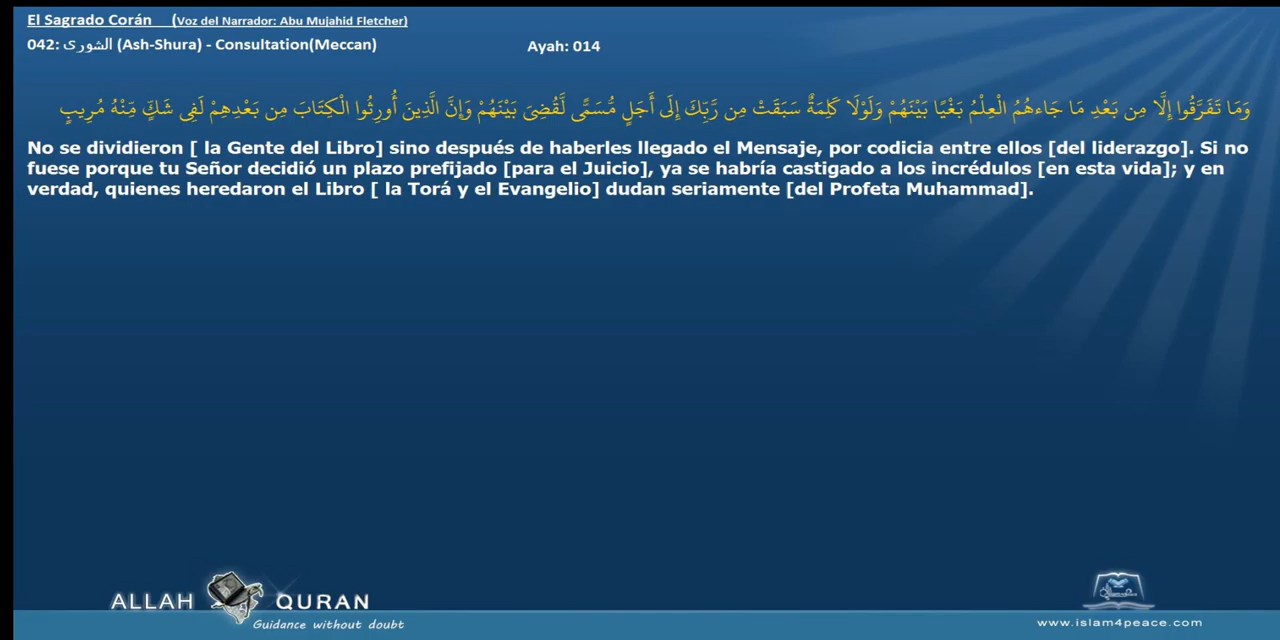 El Sagrado Corán (Voz del Narrador: Abu Mujahid Fletcher)
042: الشورى (Ash-Shura) - Consultation(Meccan) Ayah: 014
وَمَا تَفَرَّقُوا إِلَّا مِن بَعْدِ مَا جَاءهُمُ الْعِلْمُ بَغْيًا بَيْنَهُمْ وَلَوْلَا كَلِمَةٌ سَبَقَتْ مِن رَّبِّكَ إِلَى أَجَلٍ مُّسَمًّى لَّقُضِيَ بَيْنَهُمْ وَإِنَّ الَّذِينَ أُورِثُوا الْكِتَابَ مِن بَعْدِهِمْ لَفِي شَكٍّ مِّنْهُ مُرِيبٍ
No se dividieron [ la Gente del Libro] sino después de haberles llegado el Mensaje, por codicia entre ellos [del liderazgo]. Si no
fuese porque tu Señor decidió un plazo prefijado [para el Juicio], ya se habría castigado a los incrédulos [en esta vida]; y en
verdad, quienes heredaron el Libro [ la Torá y el Evangelio] dudan seriamente [del Profeta Muhammad].
ALLAH QURAN
Guidance without doubt
www.islam4peace.com